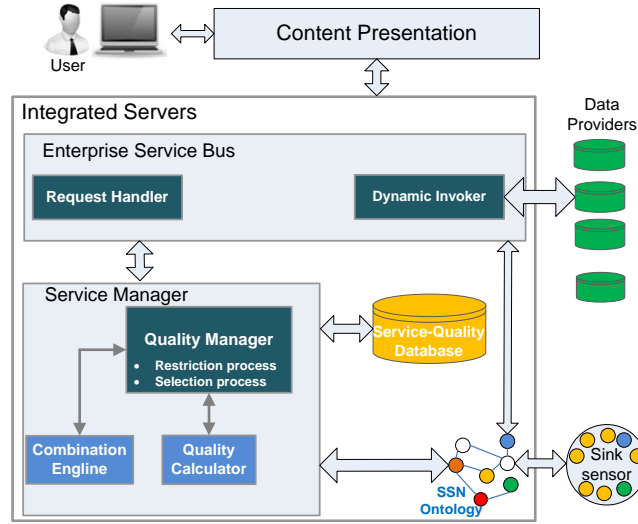 Content Presentation
User
Integrated Servers
Data
Providers
Enterprise Service Bus
Request Handler
Dynamic Invoker
Service Manager
Quality Manager
• Restriction process
• Selection process
Service-Quality
Database
Combination
Engline
Quality
Calculator
SSN
Ontology
Sink
sensor